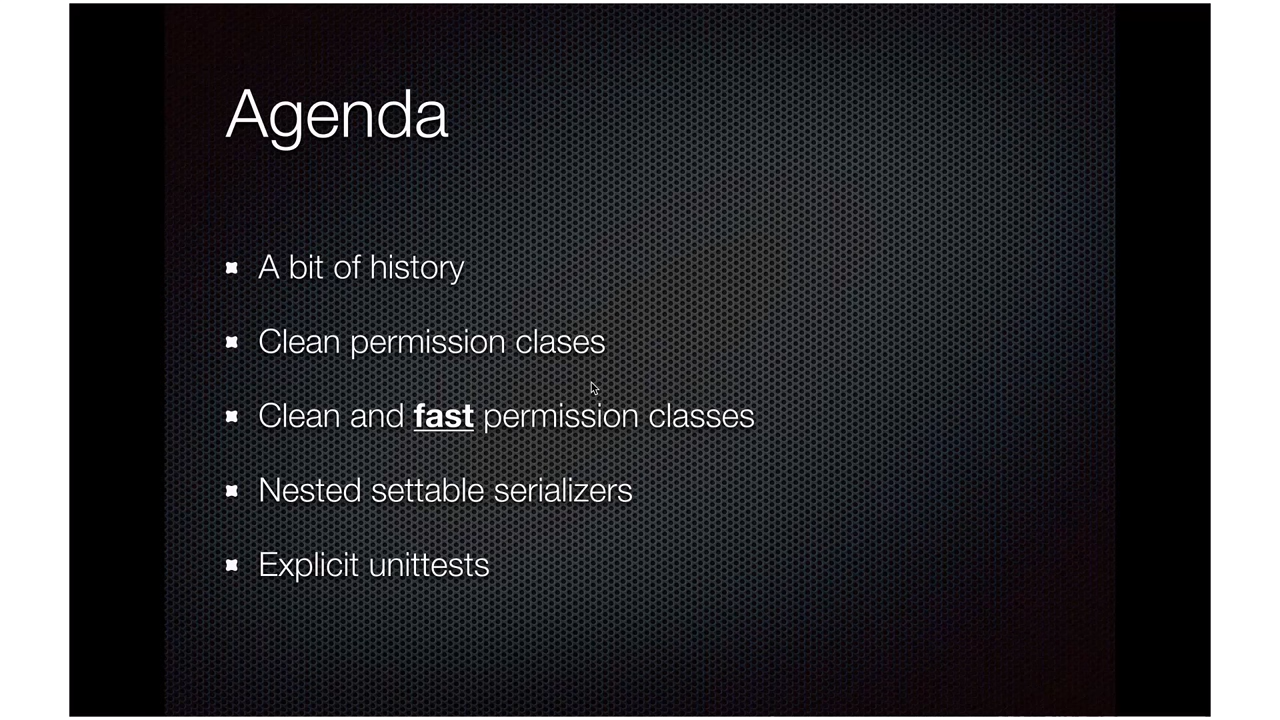 Agenda
A bit of history
Clean permission clases
Clean and fast permission classes
Nested settable serializers
Explicit unittests